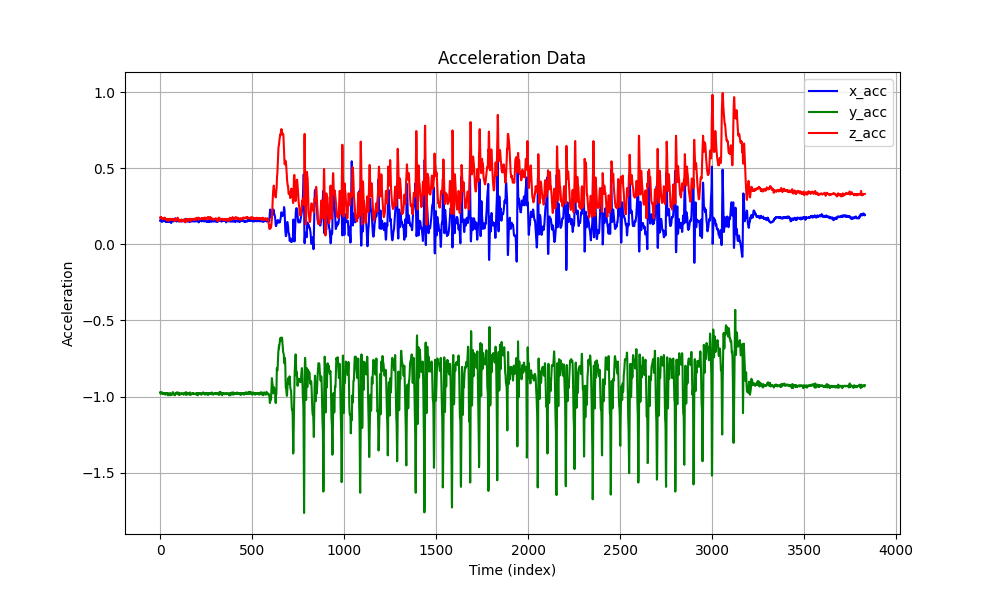 Acceleration Data
x_acc
y_acc
z_acc
1.0
0.5
0.0
−0.5
−1.0
−1.5
Acceleration
0 500 1000 1500 2000 2500 3000 3500 4000
Time (index)